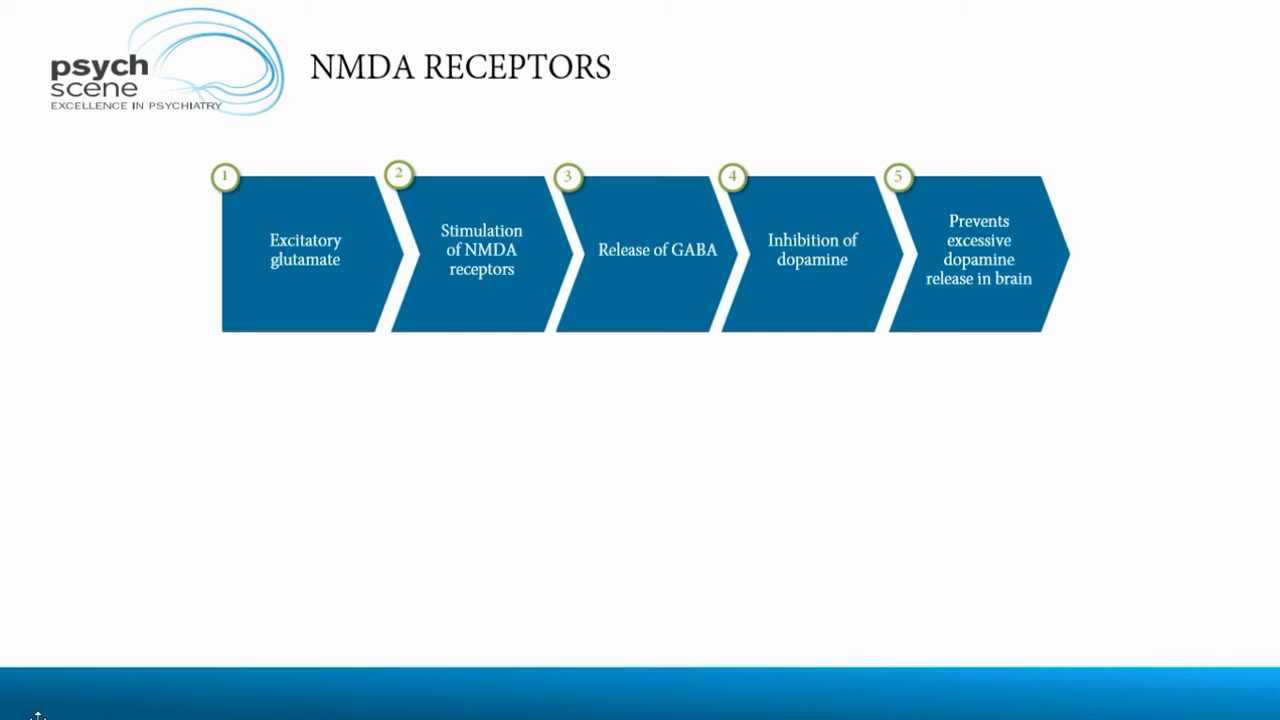 psych
scene
EXCELLENCE IN PSYCHIATRY
NMDA RECEPTORS
1
Excitatory
glutamate
2
Stimulation
of NMDA
receptors
3
Release of GABA
4
Inhibition of
dopamine
5
Prevents
excessive
dopamine
release in brain